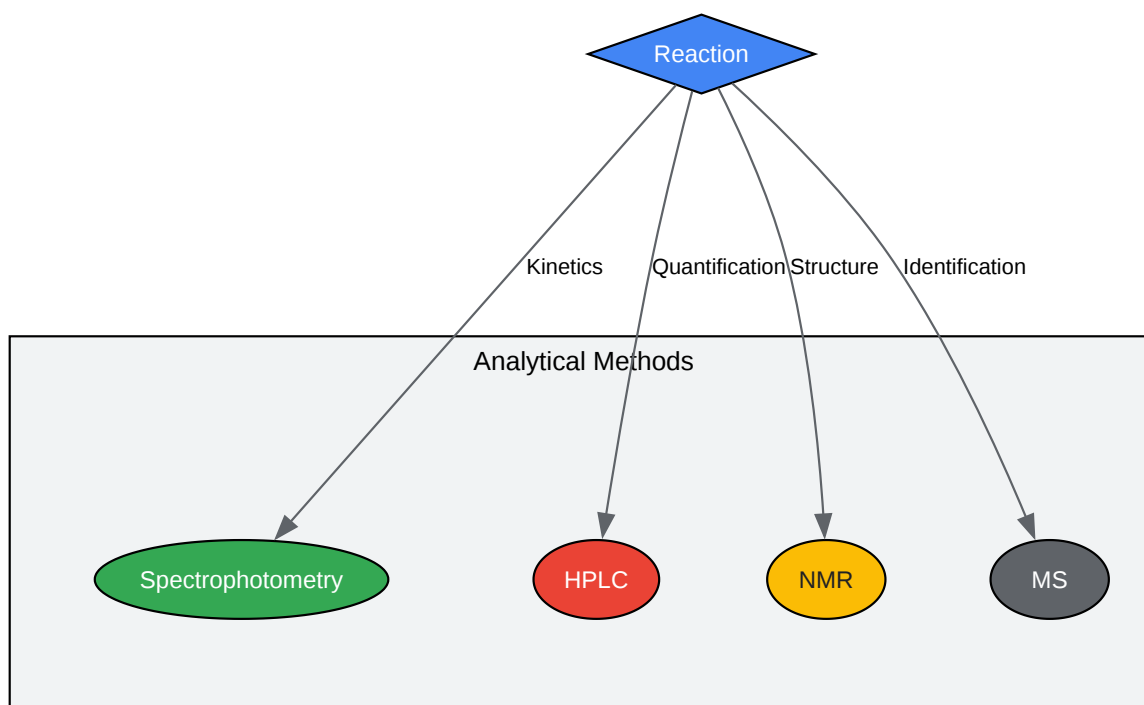 Reaction
Kinetics
Quantification
Structure
Identification
Analytical Methods
Spectrophotometry
HPLC
NMR
MS